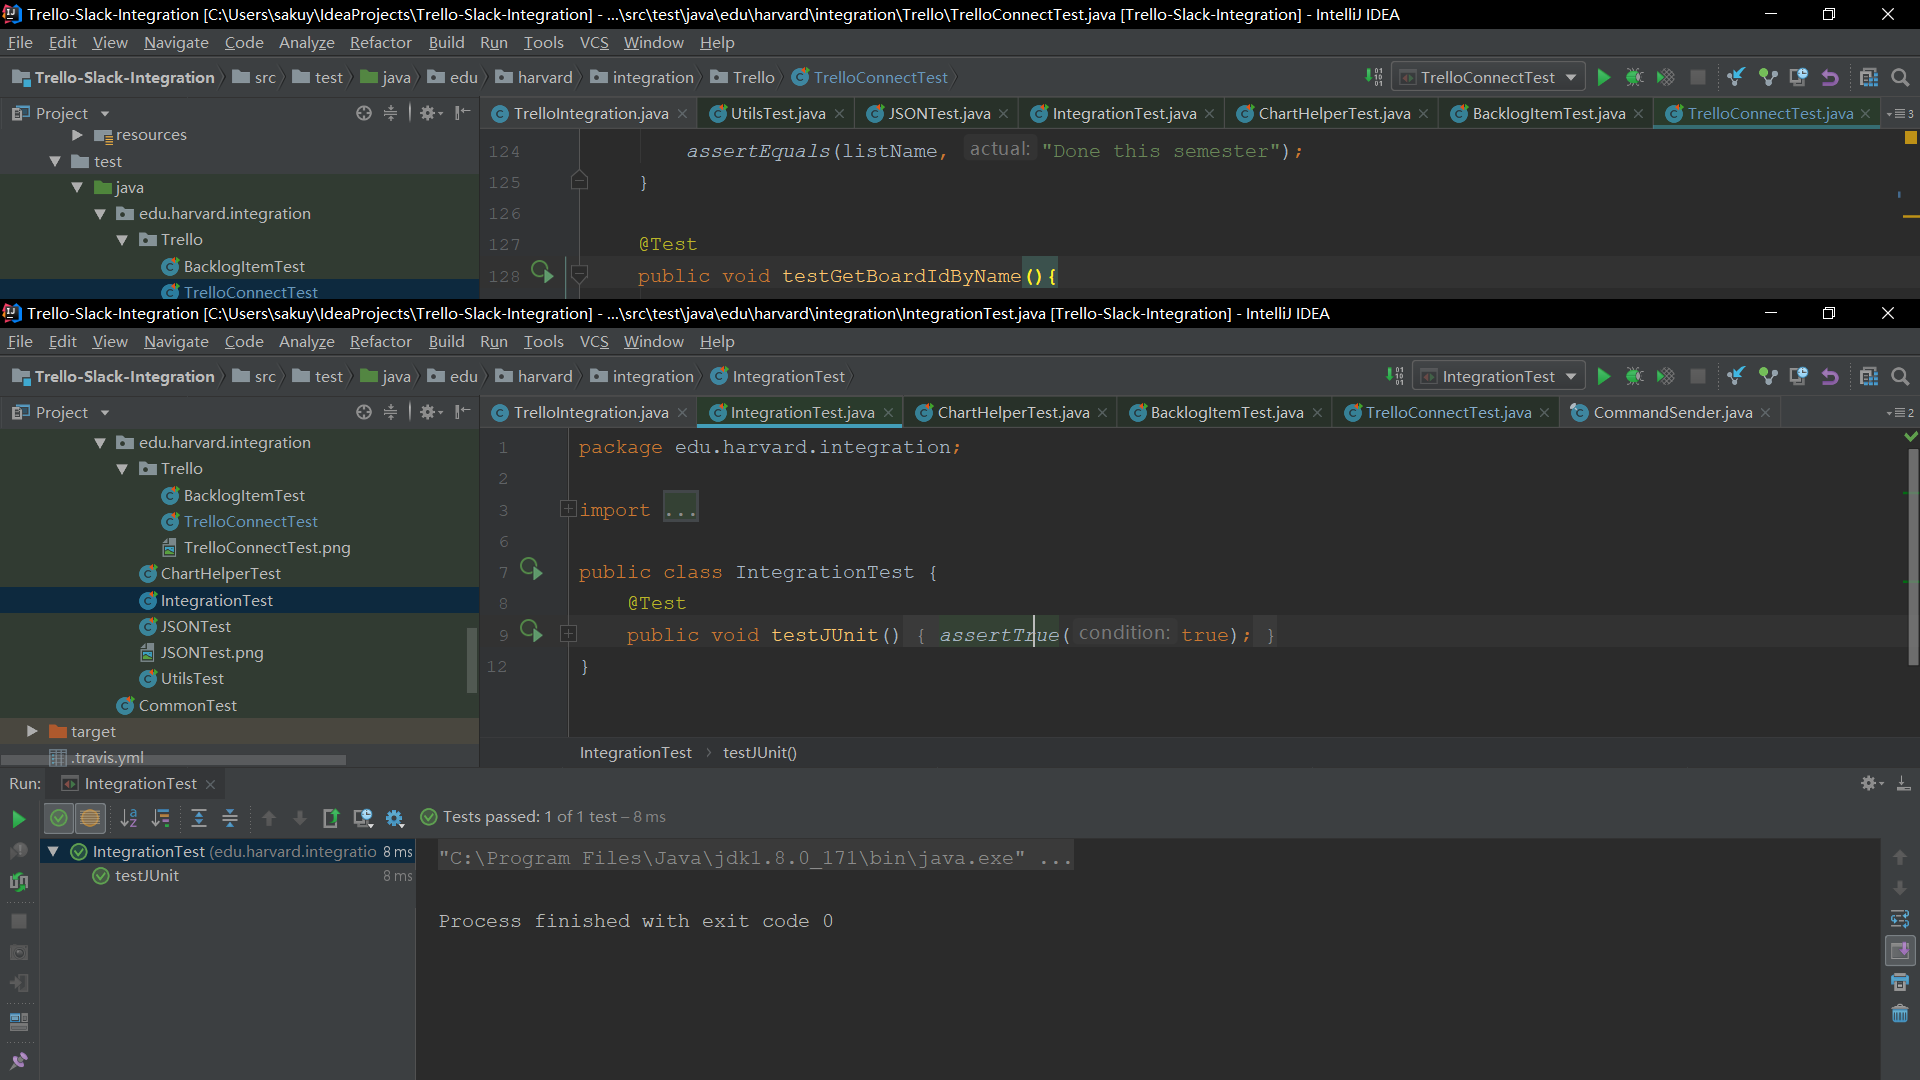 Trello-Slack-Integration [C:\Users\sakuy\IdeaProjects\Trello-Slack-Integration] - ...\src\test\java\edu\harvard\integration\Trello\TrelloConnectTest.java [Trello-Slack-Integration] - IntelliJ IDEA
File Edit View Navigate Code Analyze Refactor Build Run Tools VCS Window Help
Trello-Slack-Integration src test java edu harvard integration Trello TrelloConnectTest TrelloConnectTest
Project TrelloIntegration.java UtilsTest.java JSONTest.java IntegrationTest.java ChartHelperTest.java BacklogItemTest.java TrelloConnectTest.java 3
resources
test
java
edu.harvard.integration
Trello
BacklogItemTest
TrelloConnectTest
124 assertEquals(listName, actual: "Done this semester");
125 }
126
127 @Test
128 public void testGetBoardIdByName(){
Trello-Slack-Integration [C:\Users\sakuy\IdeaProjects\Trello-Slack-Integration] - ...\src\test\java\edu\harvard\integration\IntegrationTest.java [Trello-Slack-Integration] - IntelliJ IDEA
File Edit View Navigate Code Analyze Refactor Build Run Tools VCS Window Help
Trello-Slack-Integration src test java edu harvard integration IntegrationTest IntegrationTest
Project TrelloIntegration.java IntegrationTest.java ChartHelperTest.java BacklogItemTest.java TrelloConnectTest.java CommandSender.java 2
edu.harvard.integration
Trello
BacklogItemTest
TrelloConnectTest
TrelloConnectTest.png
ChartHelperTest
IntegrationTest
JSONTest
JSONTest.png
UtilsTest
CommonTest
target
.travis.yml
1 package edu.harvard.integration;
2
3 import ...
6
7 public class IntegrationTest {
8 @Test
9 public void testJUnit() { assertTrue( condition: true); }
12 }
IntegrationTest > testJUnit()
Run: IntegrationTest
Tests passed: 1 of 1 test – 8 ms
IntegrationTest (edu.harvard.integratio 8 ms
testJUnit 8 ms
"C:\Program Files\Java\jdk1.8.0_171\bin\java.exe" ...
Process finished with exit code 0